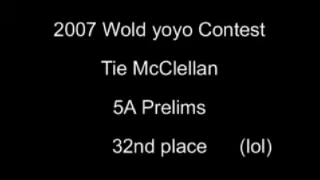 2007 Wold yoyo Contest
Tie McClellan
5A Prelims
32nd place (lol)